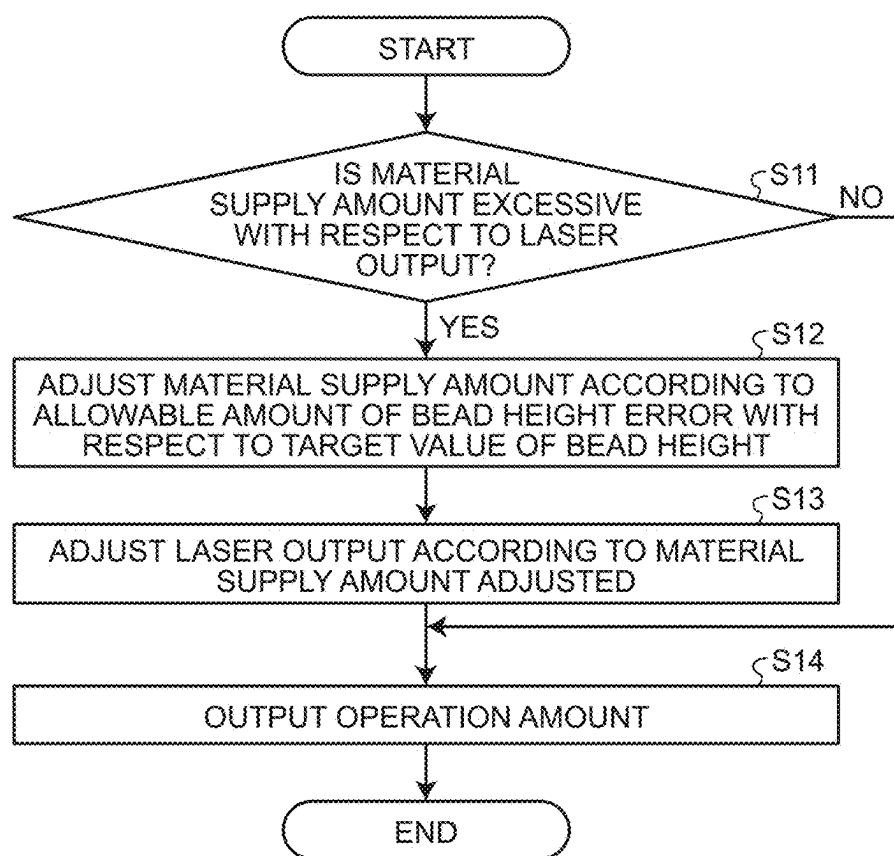 START
IS MATERIAL
SUPPLY AMOUNT EXCESSIVE
WITH RESPECT TO LASER
OUTPUT?
S11
NO
YES
S12
ADJUST MATERIAL SUPPLY AMOUNT ACCORDING TO
ALLOWABLE AMOUNT OF BEAD HEIGHT ERROR WITH
RESPECT TO TARGET VALUE OF BEAD HEIGHT
S13
ADJUST LASER OUTPUT ACCORDING TO MATERIAL
SUPPLY AMOUNT ADJUSTED
S14
OUTPUT OPERATION AMOUNT
END